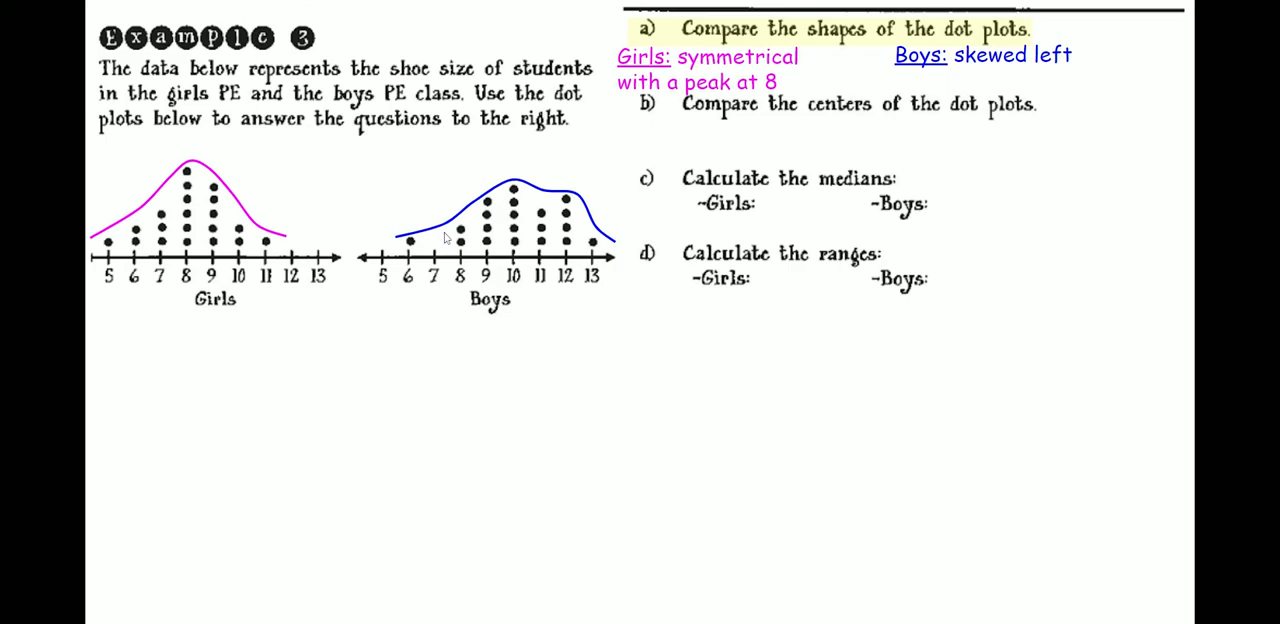 Example 3
The data below represents the shoe size of students
in the girls PE and the boys PE class. Use the dot
plots below to answer the questions to the right.
5 6 7 8 9 10 11 12 13
Girls
5 6 7 8 9 10 11 12 13
Boys
a) Compare the shapes of the dot plots.
Girls: symmetrical
with a peak at 8
Boys: skewed left
b) Compare the centers of the dot plots.
c) Calculate the medians:
-Girls: -Boys:
d) Calculate the ranges:
-Girls: -Boys: